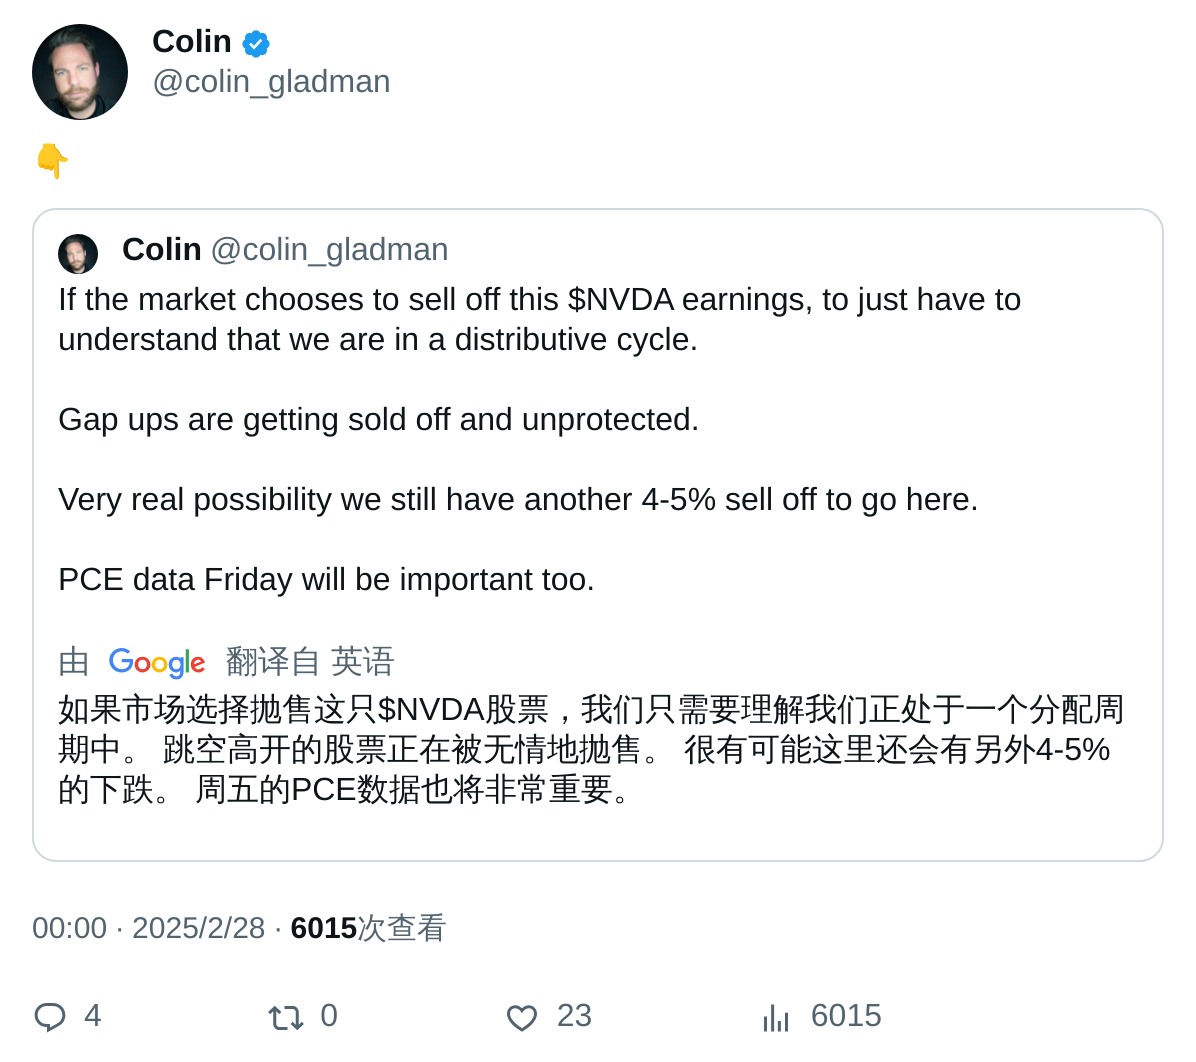 Colin
@colin_gladman
👇
Colin @colin_gladman
If the market chooses to sell off this $NVDA earnings, to just have to
understand that we are in a distributive cycle.
Gap ups are getting sold off and unprotected.
Very real possibility we still have another 4-5% sell off to go here.
PCE data Friday will be important too.
由 Google 翻译自 英语
如果市场选择抛售这只$NVDA股票，我们只需要理解我们正处于一个分配周
期中。 跳空高开的股票正在被无情地抛售。 很有可能这里还会有另外4-5%
的下跌。 周五的PCE数据也将非常重要。
00:00 · 2025/2/28 · 6015次查看
4 0 23 6015